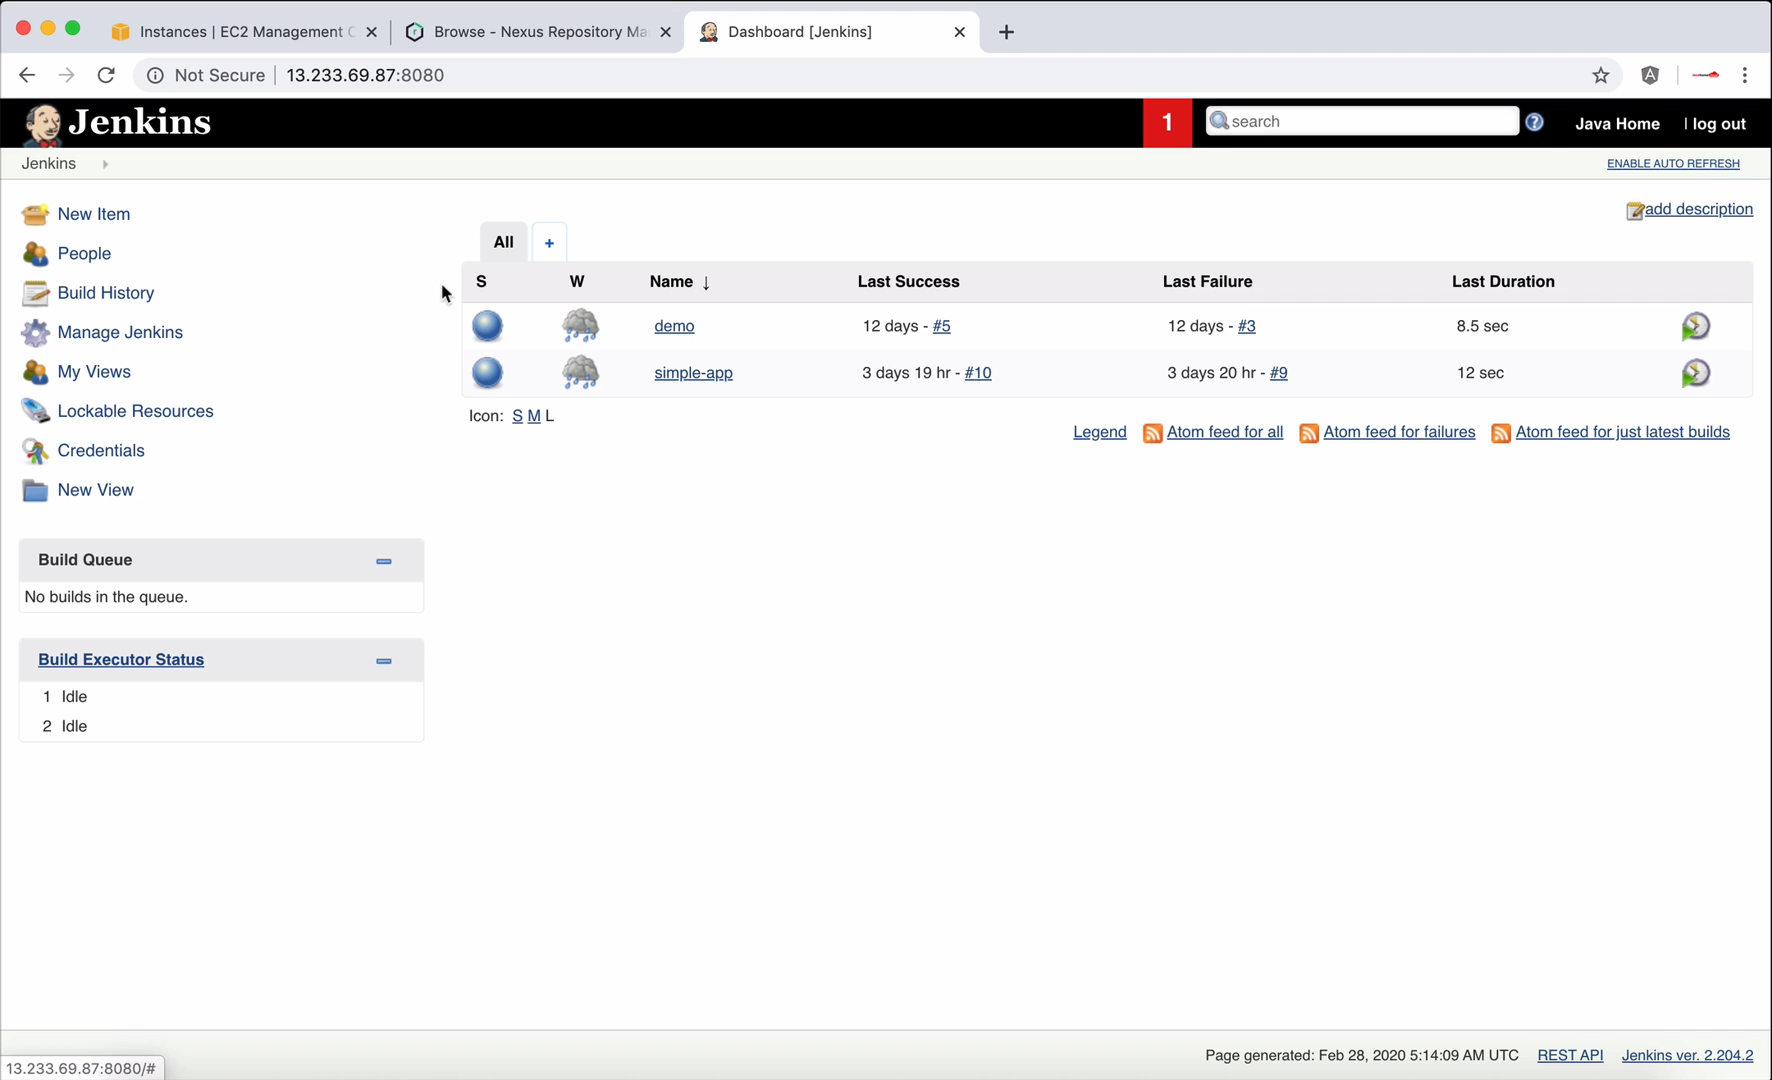 Instances | EC2 Management C
Browse - Nexus Repository Ma
Dashboard [Jenkins]
Not Secure | 13.233.69.87:8080
Jenkins
1
search
Java Home
| log out
Jenkins
ENABLE AUTO REFRESH
New Item
People
Build History
Manage Jenkins
My Views
Lockable Resources
Credentials
New View
Build Queue
No builds in the queue.
Build Executor Status
1 Idle
2 Idle
add description
All +
S W Name ↓ Last Success Last Failure Last Duration
demo 12 days - #5 12 days - #3 8.5 sec
simple-app 3 days 19 hr - #10 3 days 20 hr - #9 12 sec
Icon: S M L
Legend Atom feed for all Atom feed for failures Atom feed for just latest builds
Page generated: Feb 28, 2020 5:14:09 AM UTC REST API Jenkins ver. 2.204.2
13.233.69.87:8080/#